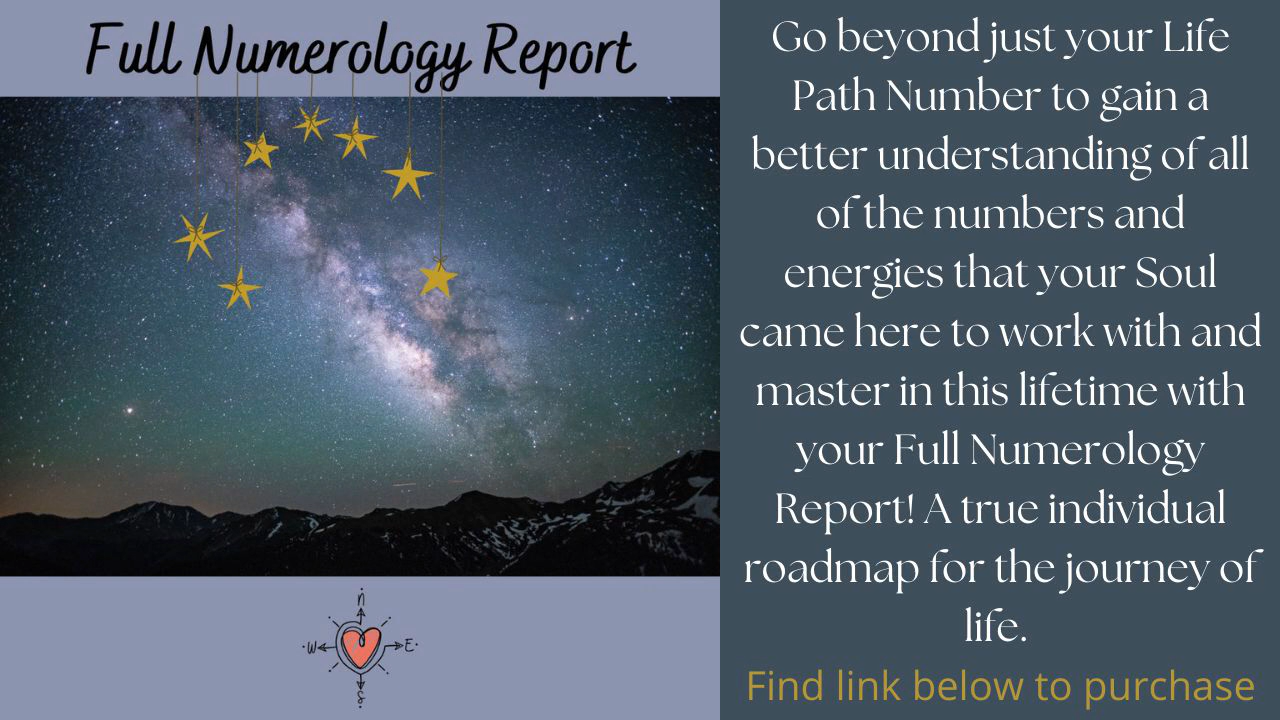 Full Numerology Report
n
W E
S
Go beyond just your Life
Path Number to gain a
better understanding of all
of the numbers and
energies that your Soul
came here to work with and
master in this lifetime with
your Full Numerology
Report! A true individual
roadmap for the journey of
life.
Find link below to purchase